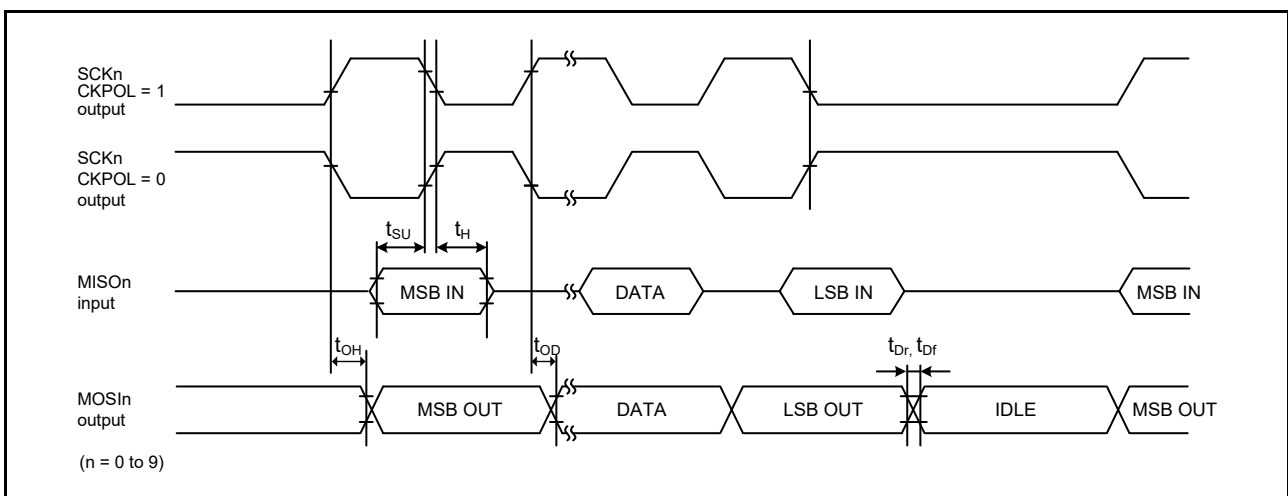 SCKn
CKPOL = 1
output
SCKn
CKPOL = 0
output
tSU
tH
MISOn
input
MSB IN
DATA
LSB IN
MSB IN
tOH
tOD
tDr, tDf
MOSIn
output
MSB OUT
DATA
LSB OUT
IDLE
MSB OUT
(n = 0 to 9)